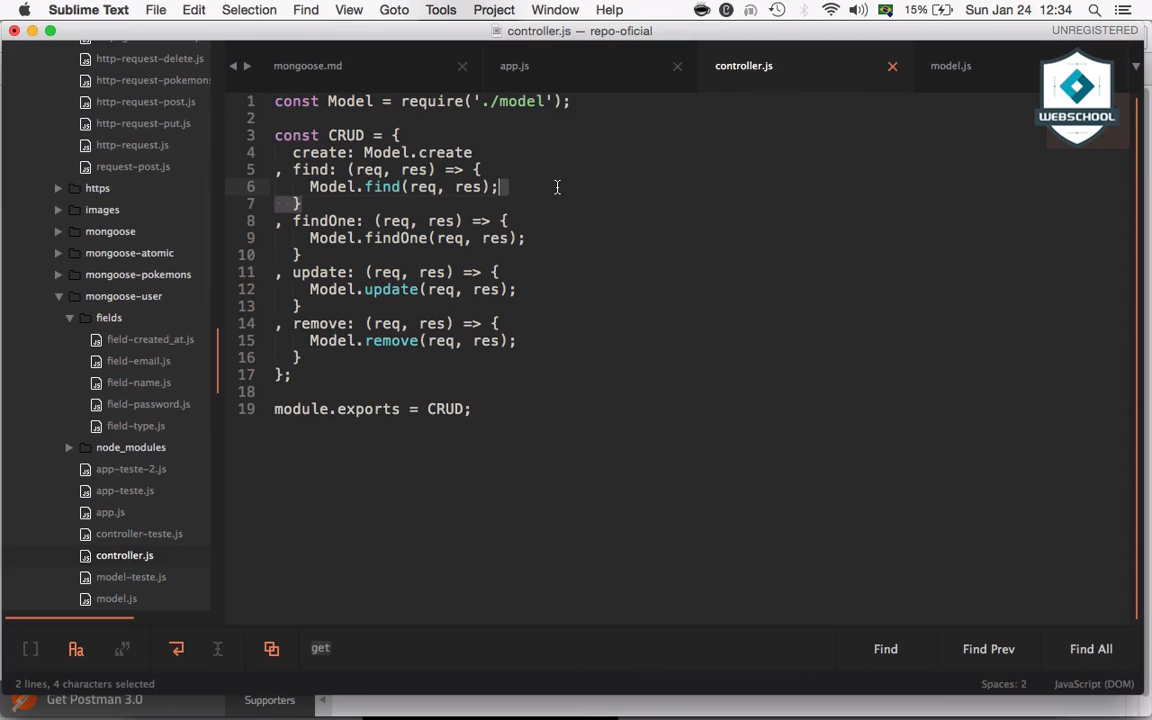 Sublime Text File Edit Selection Find View Goto Tools Project Window Help 15% Sun Jan 24 12:34
controller.js — repo-oficial UNREGISTERED
http-request-delete.js
http-request-pokemons
http-request-post.js
http-request-put.js
http-request.js
request-post.js
https
images
mongoose
mongoose-atomic
mongoose-pokemons
mongoose-user
fields
field-created_at.js
field-email.js
field-name.js
field-password.js
field-type.js
node_modules
app-teste-2.js
app-teste.js
app.js
controller-teste.js
controller.js
model-teste.js
model.js
mongoose.md app.js controller.js model.js
WEBSCHOOL
1 const Model = require('./model');
2
3 const CRUD = {
4 create: Model.create
5 , find: (req, res) => {
6 Model.find(req, res);
7 }
8 , findOne: (req, res) => {
9 Model.findOne(req, res);
10 }
11 , update: (req, res) => {
12 Model.update(req, res);
13 }
14 , remove: (req, res) => {
15 Model.remove(req, res);
16 }
17 };
18
19 module.exports = CRUD;
[] Aa get Find Find Prev Find All
2 lines, 4 characters selected Spaces: 2 JavaScript (DOM)
Get Postman 3.0 Supporters